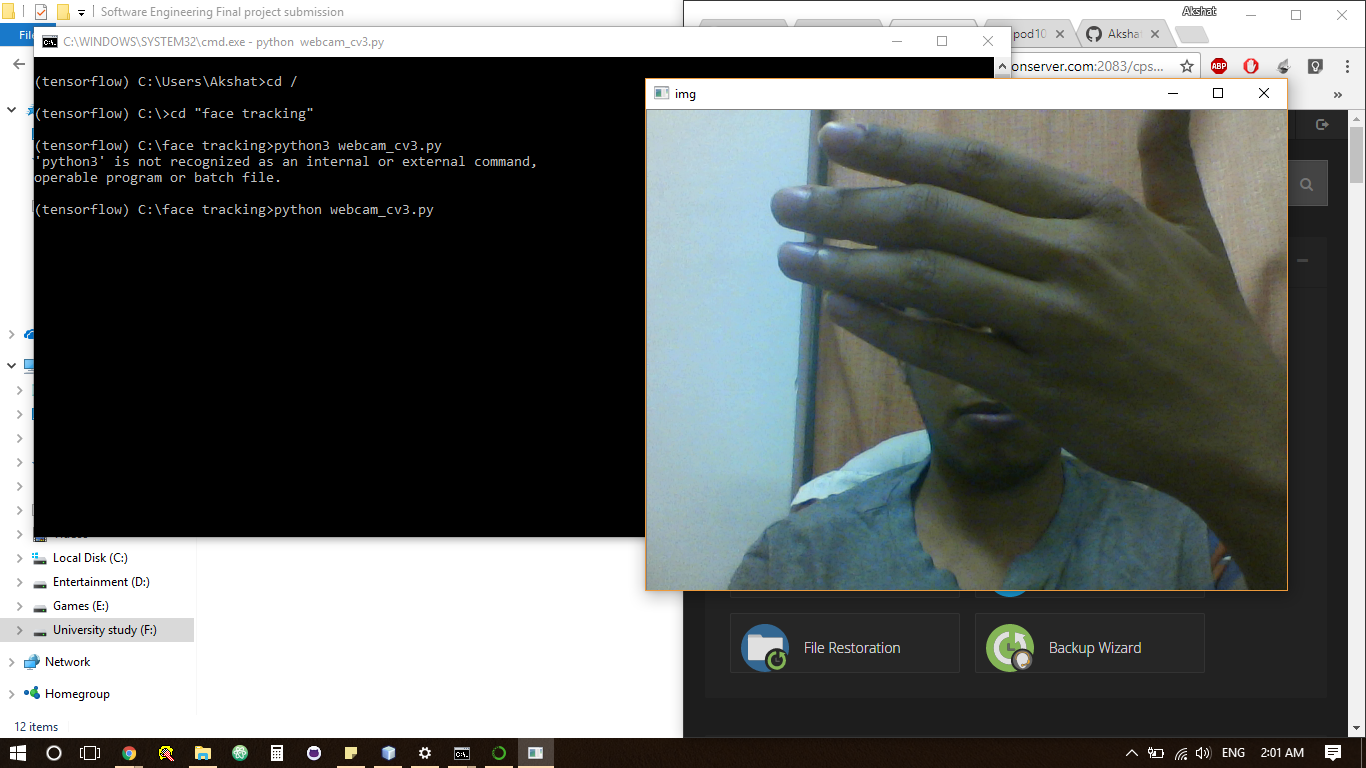 Software Engineering Final project submission
Akshat
C:\WINDOWS\SYSTEM32\cmd.exe - python webcam_cv3.py
pod10
Aksha
onserver.com:2083/cps...
ABP
(tensorflow) C:\Users\Akshat>cd /
(tensorflow) C:\>cd "face tracking"
(tensorflow) C:\face tracking>python3 webcam_cv3.py
'python3' is not recognized as an internal or external command,
operable program or batch file.
(tensorflow) C:\face tracking>python webcam_cv3.py
img
Local Disk (C:)
Entertainment (D:)
Games (E:)
University study (F:)
Network
Homegroup
12 items
File Restoration
Backup Wizard
ENG
2:01 AM